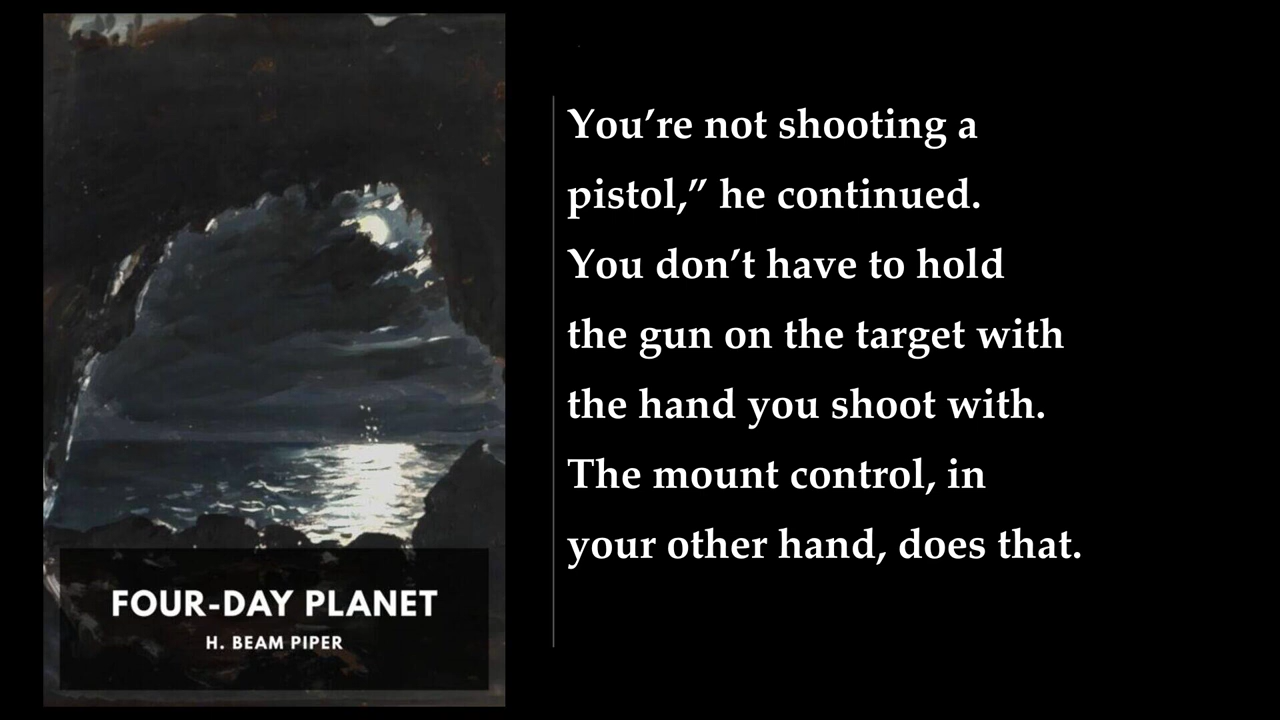 FOUR-DAY PLANET
H. BEAM PIPER
You’re not shooting a
pistol,” he continued.
You don’t have to hold
the gun on the target with
the hand you shoot with.
The mount control, in
your other hand, does that.